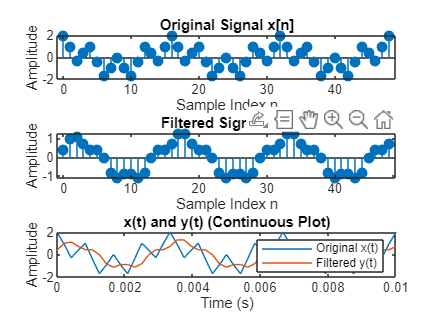 Original Signal x[n]
2
0
-2
Amplitude
0
10
20
30
40
Sample Index n
Filtered Sigr
1
0
-1
Amplitude
0
10
20
30
40
Sample Index n
x(t) and y(t) (Continuous Plot)
2
0
-2
Amplitude
Original x(t)
Filtered y(t)
0
0.002
0.004
0.006
0.008
0.01
Time (s)